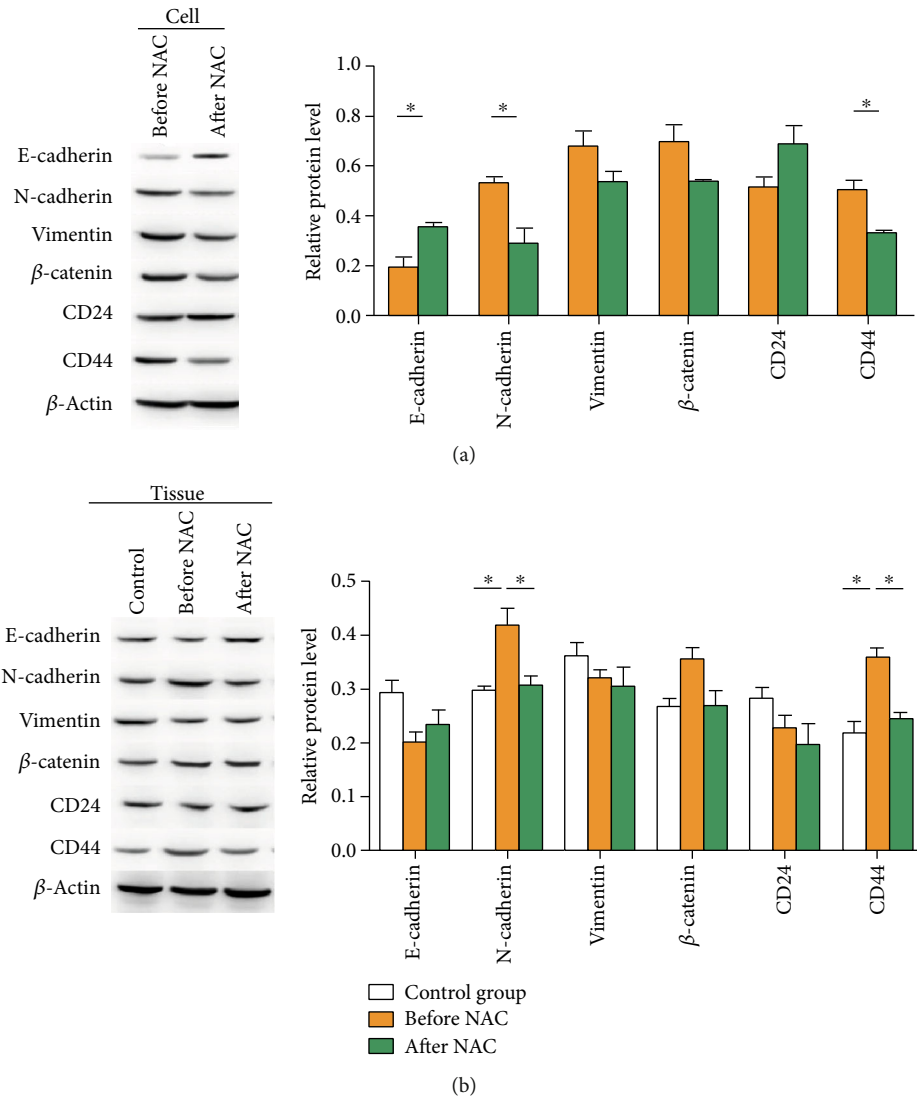 Cell
Before NAC
After NAC
E-cadherin
N-cadherin
Vimentin
β-catenin
CD24
CD44
β-Actin
Relative protein level
1.0
0.8
0.6
0.4
0.2
0.0
* * *
E-cadherin
N-cadherin
Vimentin
β-catenin
CD24
CD44
(a)
Tissue
Control
Before NAC
After NAC
E-cadherin
N-cadherin
Vimentin
β-catenin
CD24
CD44
β-Actin
Relative protein level
0.5
0.4
0.3
0.2
0.1
0.0
* * * *
E-cadherin
N-cadherin
Vimentin
β-catenin
CD24
CD44
Control group
Before NAC
After NAC
(b)